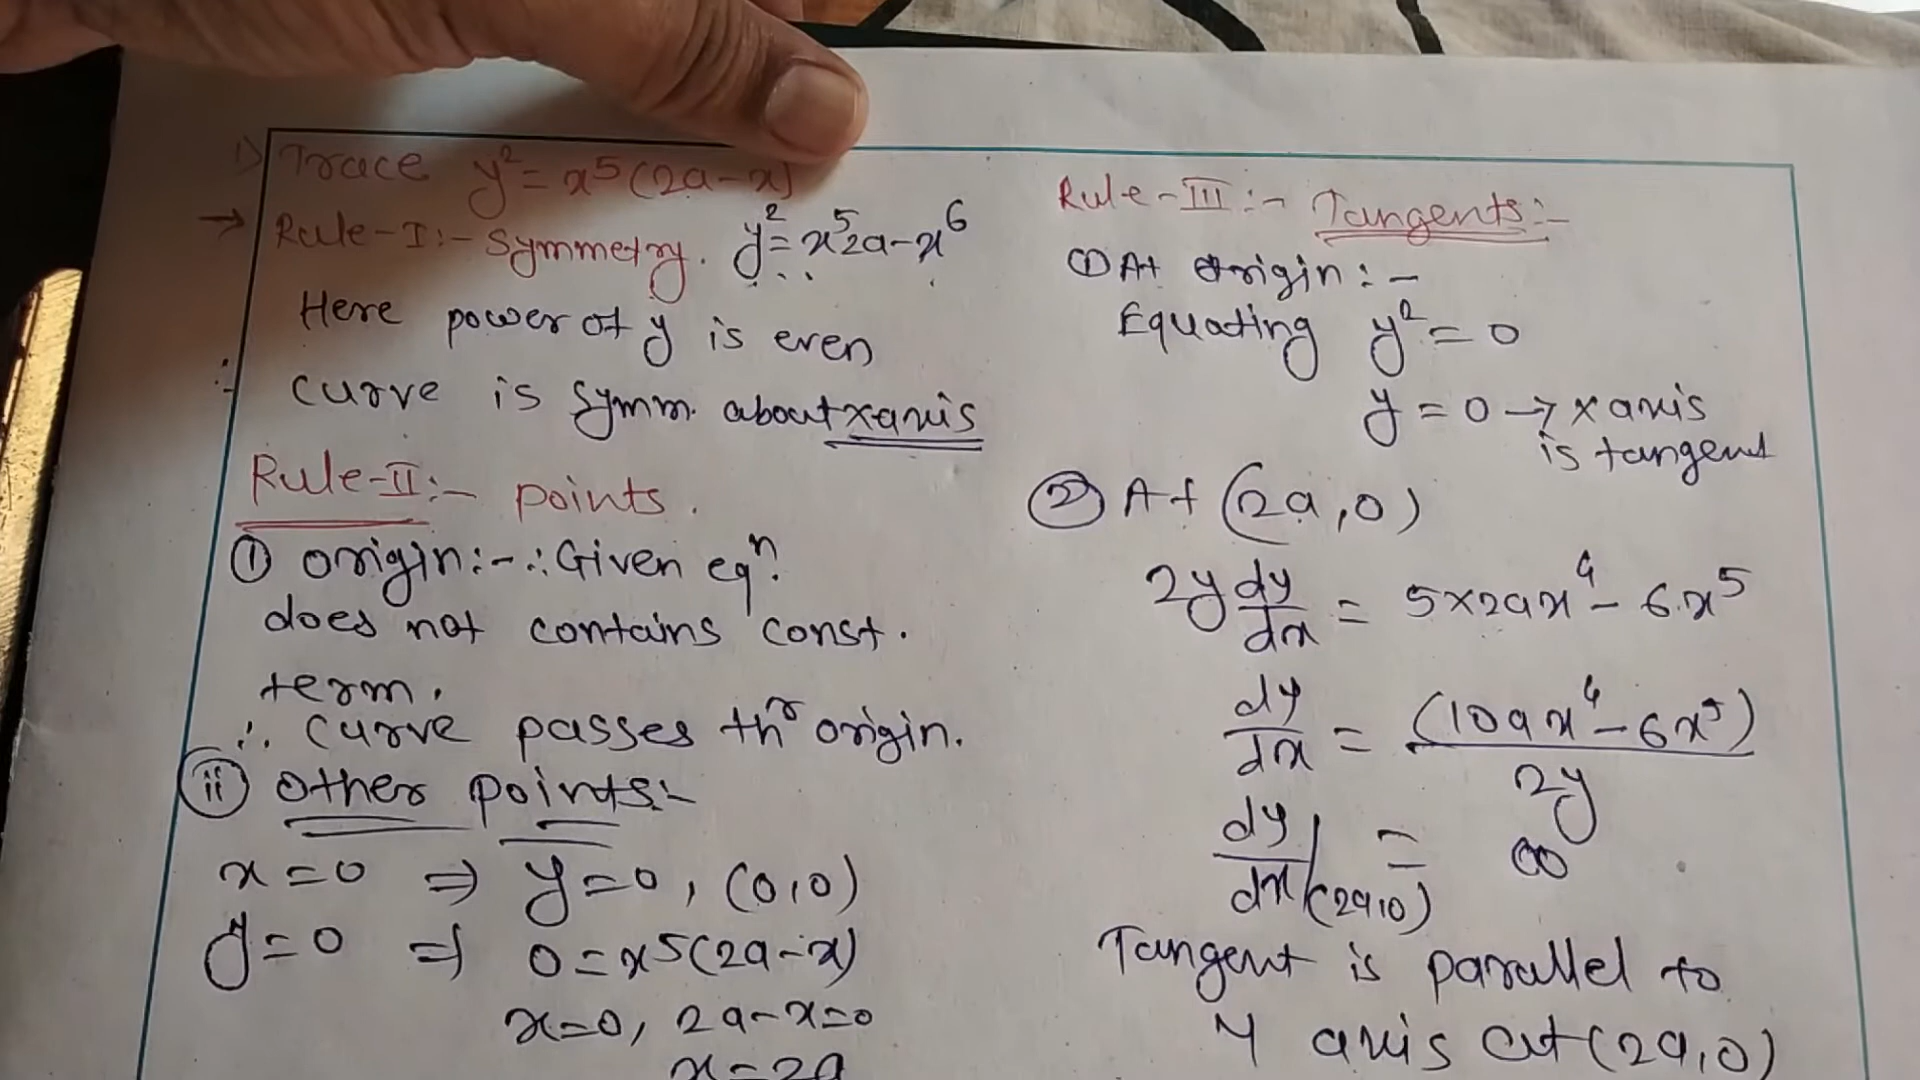 1) Trace y² = x⁵(2a-x)
→ Rule-I:- Symmetry. y² = x⁵2a - x⁶
Here power of y is even
∴ curve is symm. about x axis
Rule-II:- points.
① origin:- ∴ Given eqⁿ.
does not contains const.
term.
∴ curve passes thʳ origin.
ⓘⓘ Other points:-
x=0 ⇒ y=0, (0,0)
y=0 ⇒ 0=x⁵(2a-x)
x=0, 2a-x=0
x=2a
Rule-III:- Tangents:-
① At origin:-
Equating y² = 0
y = 0 → x axis
is tangent
② At (2a,0)
2y dy/dx = 5×2ax⁴ - 6x⁵
dy/dx = (10ax⁴ - 6x⁵)/2y
dy/dx|(2a,0) = ∞
Tangent is parallel to
Y axis at (2a,0)